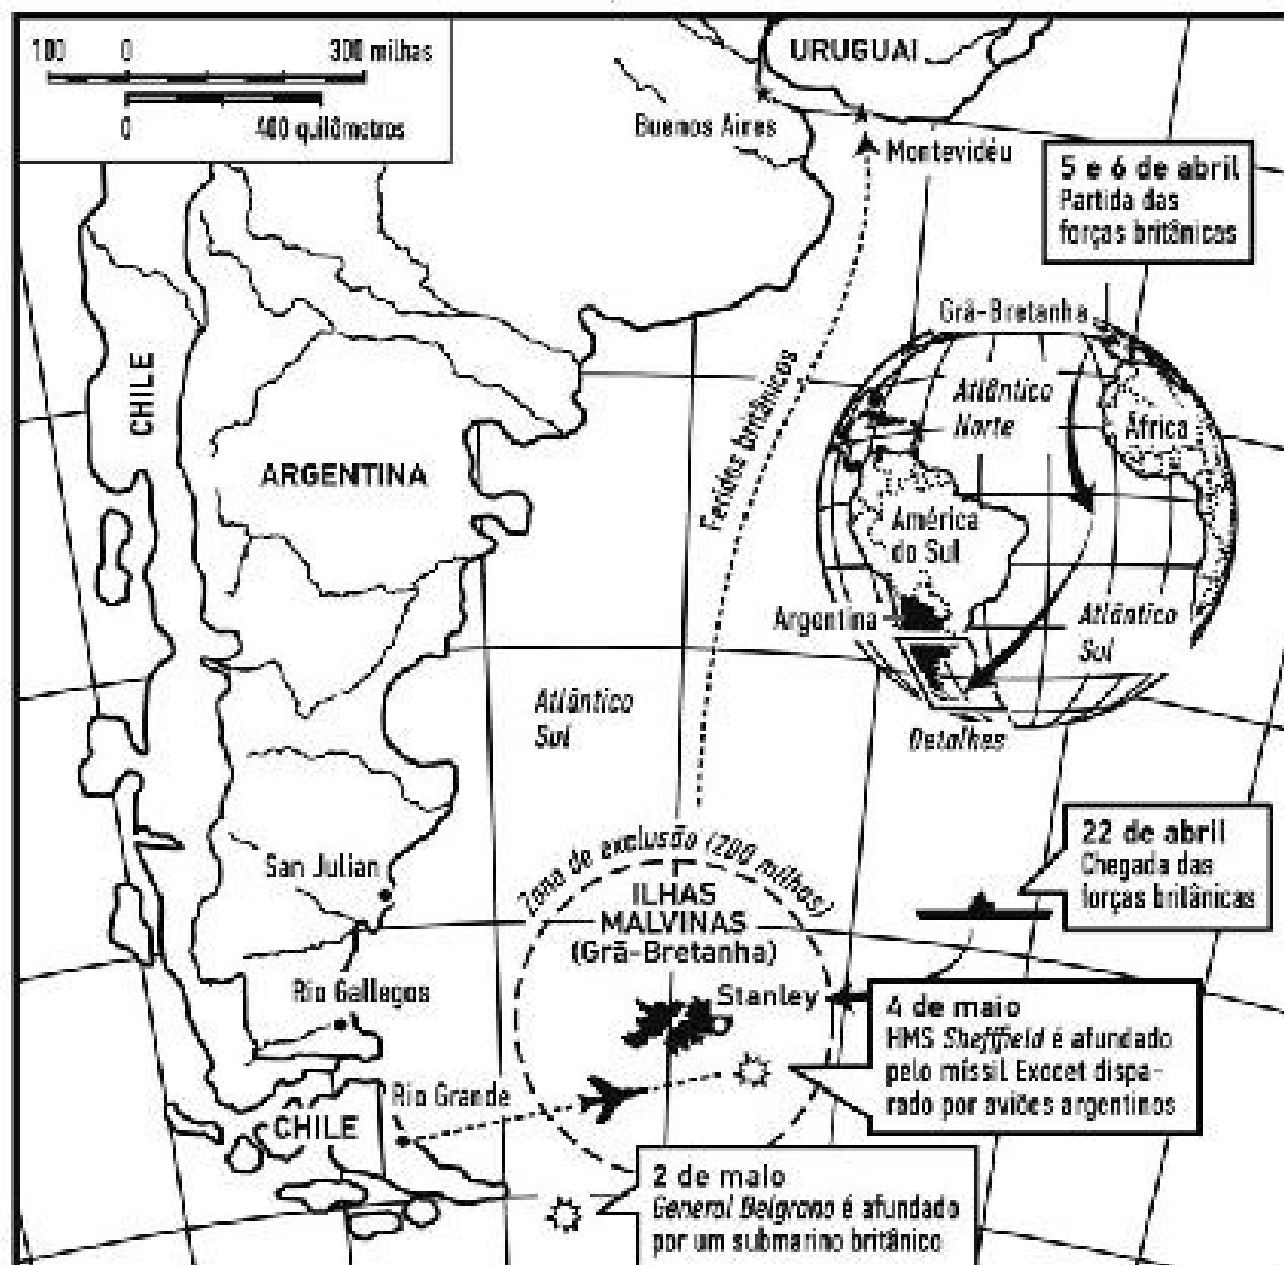 100 0 300 milhas
0 400 quilômetros
URUGUAI
Buenos Aires
Montevidéu
5 e 6 de abril
Partida das
forças britânicas
Grã-Bretanha
CHILE
Atlântico
Norte
África
ARGENTINA
Feridos britânicos
América
do Sul
Argentina
Atlântico
Sul
Atlântico
Sul
Detalhes
22 de abril
Chegada das
forças britânicas
San Julian
Zona de exclusão (200 milhas)
ILHAS
MALVINAS
(Grã-Bretanha)
Rio Gallegos
Stanley
4 de maio
HMS Sheffield é afundado
pelo missil Exocet dispa-
rado por aviões argentinos
Rio Grande
CHILE
2 de maio
General Belgrano é afundado
por um submarino britânico